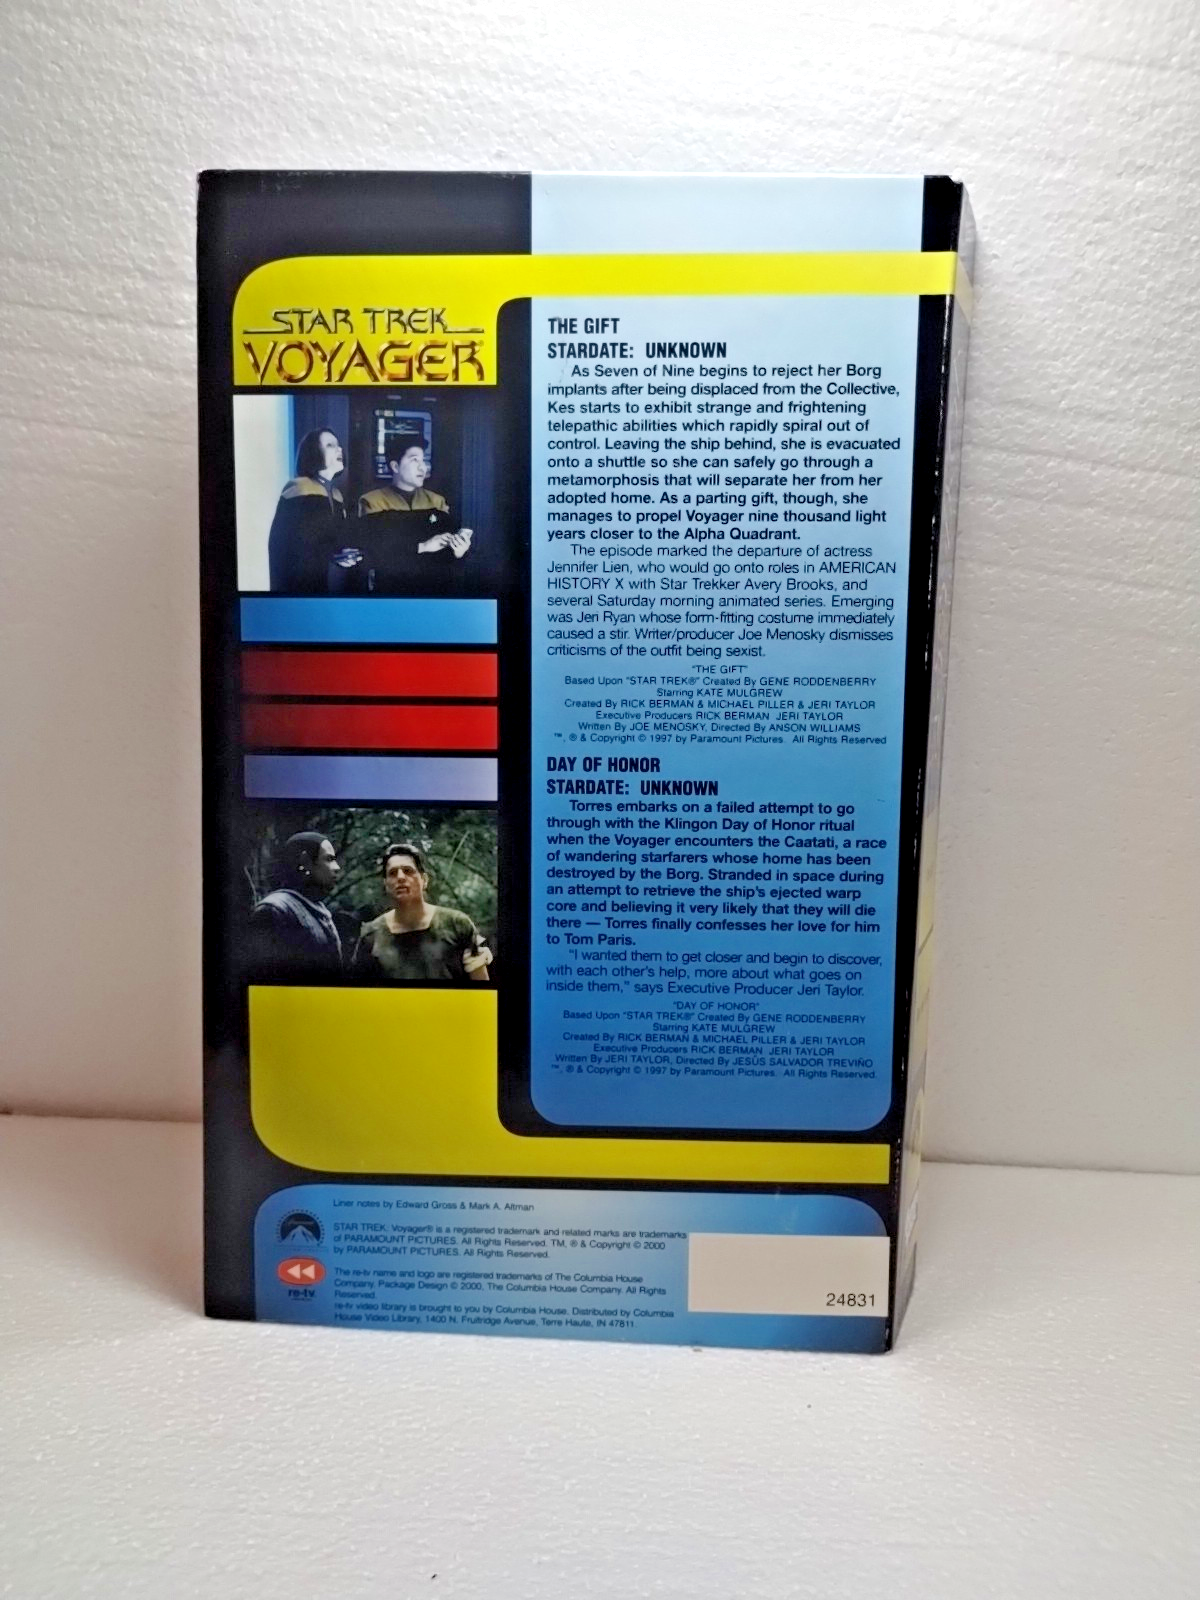 STAR TREK
VOYAGER
THE GIFT
STARDATE: UNKNOWN
As Seven of Nine begins to reject her Borg
implants after being displaced from the Collective,
Kes starts to exhibit strange and frightening
telepathic abilities which rapidly spiral out of
control. Leaving the ship behind, she is evacuated
onto a shuttle so she can safely go through a
metamorphosis that will separate her from her
adopted home. As a parting gift, though, she
manages to propel Voyager nine thousand light
years closer to the Alpha Quadrant.
The episode marked the departure of actress
Jennifer Lien, who would go onto roles in AMERICAN
HISTORY X with Star Trekker Avery Brooks, and
several Saturday morning animated series. Emerging
was Jeri Ryan whose form-fitting costume immediately
caused a stir. Writer/producer Joe Menosky dismisses
criticisms of the outfit being sexist.
"THE GIFT"
Based Upon "STAR TREK®" Created By GENE RODDENBERRY
Starring KATE MULGREW
Created By RICK BERMAN & MICHAEL PILLER & JERI TAYLOR
Executive Producers RICK BERMAN JERI TAYLOR
Written By JOE MENOSKY, Directed By ANSON WILLIAMS
™, ® & Copyright © 1997 by Paramount Pictures. All Rights Reserved
DAY OF HONOR
STARDATE: UNKNOWN
Torres embarks on a failed attempt to go
through with the Klingon Day of Honor ritual
when the Voyager encounters the Caatati, a race
of wandering starfarers whose home has been
destroyed by the Borg. Stranded in space during
an attempt to retrieve the ship's ejected warp
core and believing it very likely that they will die
there — Torres finally confesses her love for him
to Tom Paris.
"I wanted them to get closer and begin to discover,
with each other's help, more about what goes on
inside them," says Executive Producer Jeri Taylor.
"DAY OF HONOR"
Based Upon "STAR TREK®" Created By GENE RODDENBERRY
Starring KATE MULGREW
Created By RICK BERMAN & MICHAEL PILLER & JERI TAYLOR
Executive Producers RICK BERMAN JERI TAYLOR
Written By JERI TAYLOR, Directed By JESÚS SALVADOR TREVIÑO
™, ® & Copyright © 1997 by Paramount Pictures. All Rights Reserved.
Liner notes by Edward Gross & Mark A. Altman
STAR TREK: Voyager® is a registered trademark and related marks are trademarks
of PARAMOUNT PICTURES. All Rights Reserved. TM, ® & Copyright © 2000
by PARAMOUNT PICTURES. All Rights Reserved.
The re-tv name and logo are registered trademarks of The Columbia House
Company. Package Design © 2000, The Columbia House Company. All Rights
Reserved.
re-tv video library is brought to you by Columbia House. Distributed by Columbia
House Video Library, 1400 N. Fruitridge Avenue, Terre Haute, IN 47811
Paramount
re-tv
24831